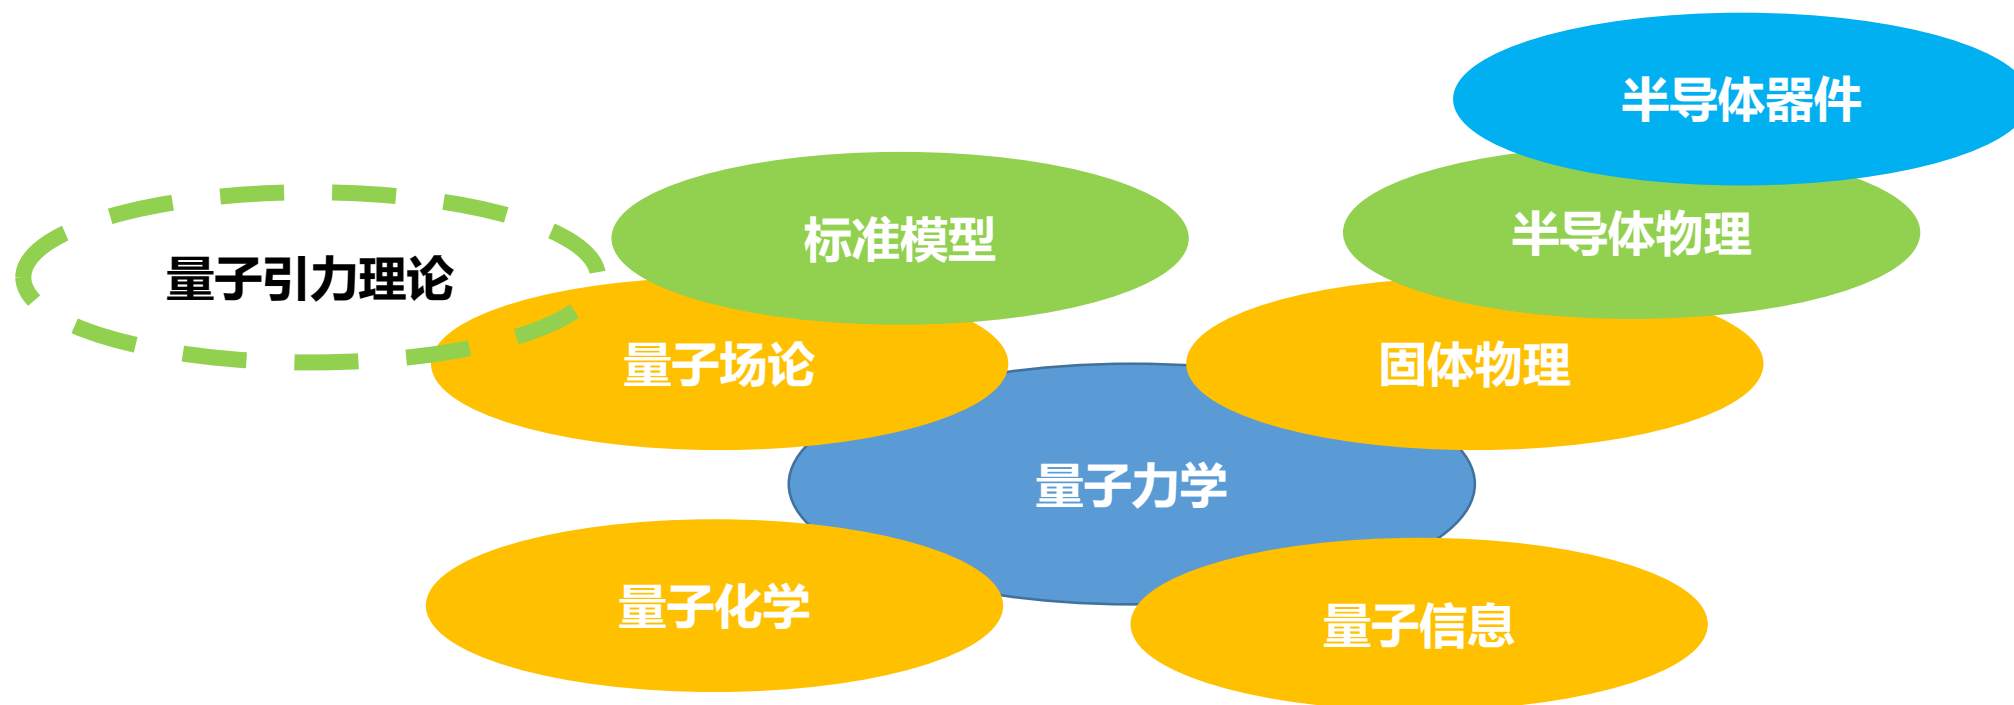 半导体器件
标准模型
半导体物理
量子引力理论
量子场论
固体物理
量子力学
量子化学
量子信息